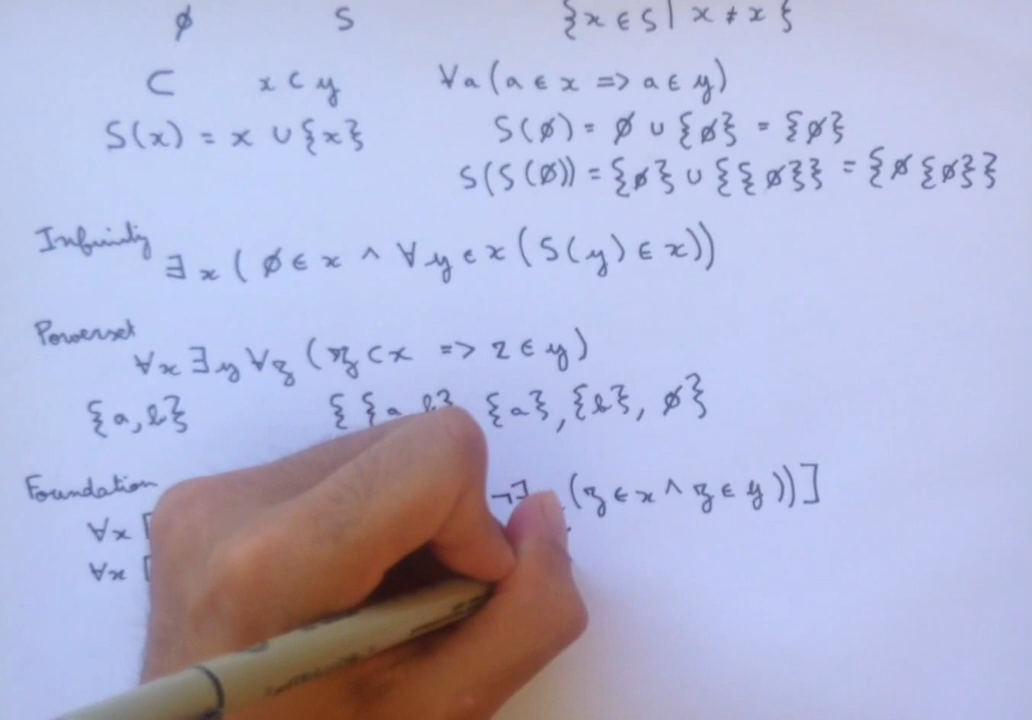 ∅ S {x ∈ S | x ≠ x}
⊂ x ⊂ y ∀a(a ∈ x => a ∈ y)
S(x) = x ∪ {x} S(∅) = ∅ ∪ {∅} = {∅}
S(S(∅)) = {∅} ∪ {{∅}} = {∅ {∅}}
Infinity
∃x(∅ ∈ x ∧ ∀y ∈ x(S(y) ∈ x))
Powerset
∀x∃y∀z(z ⊂ x => z ∈ y)
{a, b} {{a, b}, {a}, {b}, ∅}
Foundation
∀x [ ¬∃ (z ∈ x ∧ z ∈ y))]
∀x [